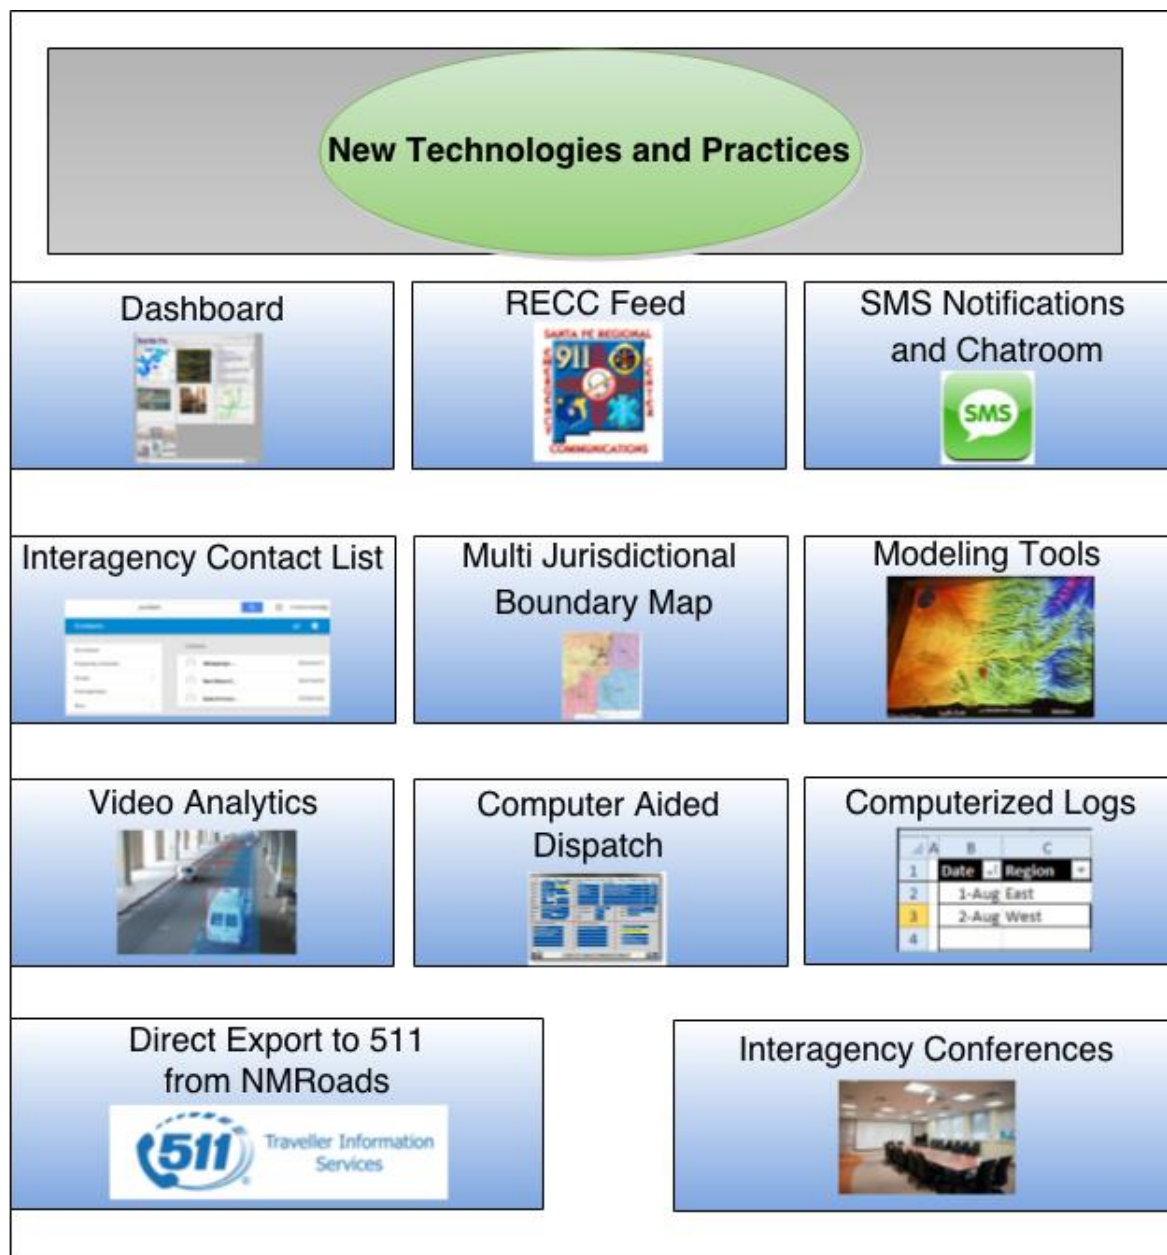 New Technologies and Practices
Dashboard
RECC Feed
SANTA FE REGIONAL
911
EMERGENCY
CENTER
COMMUNICATIONS
SMS Notifications
and Chatroom
SMS
Interagency Contact List
Multi Jurisdictional
Boundary Map
Modeling Tools
Video Analytics
Computer Aided
Dispatch
Computerized Logs
A B C
1 Date Region
2 1-Aug East
3 2-Aug West
4
Direct Export to 511
from NMRoads
511
Traveller Information
Services
Interagency Conferences